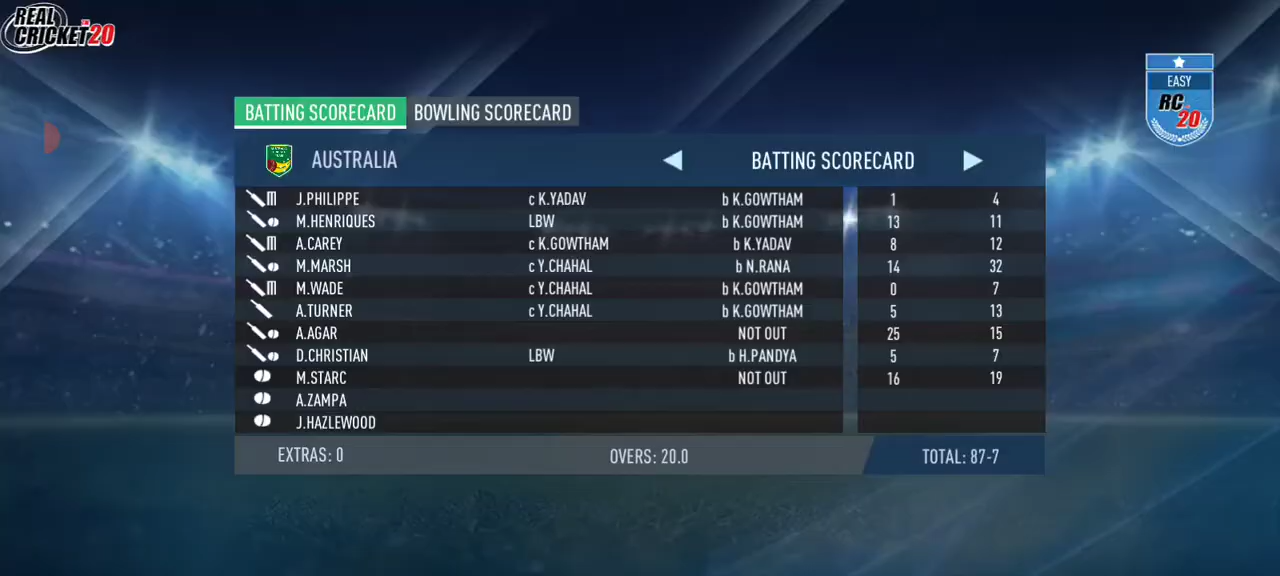 REAL
CRICKET™20
EASY
RC
20
BATTING SCORECARD BOWLING SCORECARD
AUSTRALIA BATTING SCORECARD
J.PHILIPPE c K.YADAV b K.GOWTHAM 1 4
M.HENRIQUES LBW b K.GOWTHAM 13 11
A.CAREY c K.GOWTHAM b K.YADAV 8 12
M.MARSH c Y.CHAHAL b N.RANA 14 32
M.WADE c Y.CHAHAL b K.GOWTHAM 0 7
A.TURNER c Y.CHAHAL b K.GOWTHAM 5 13
A.AGAR NOT OUT 25 15
D.CHRISTIAN LBW b H.PANDYA 5 7
M.STARC NOT OUT 16 19
A.ZAMPA
J.HAZLEWOOD
EXTRAS: 0 OVERS: 20.0 TOTAL: 87-7